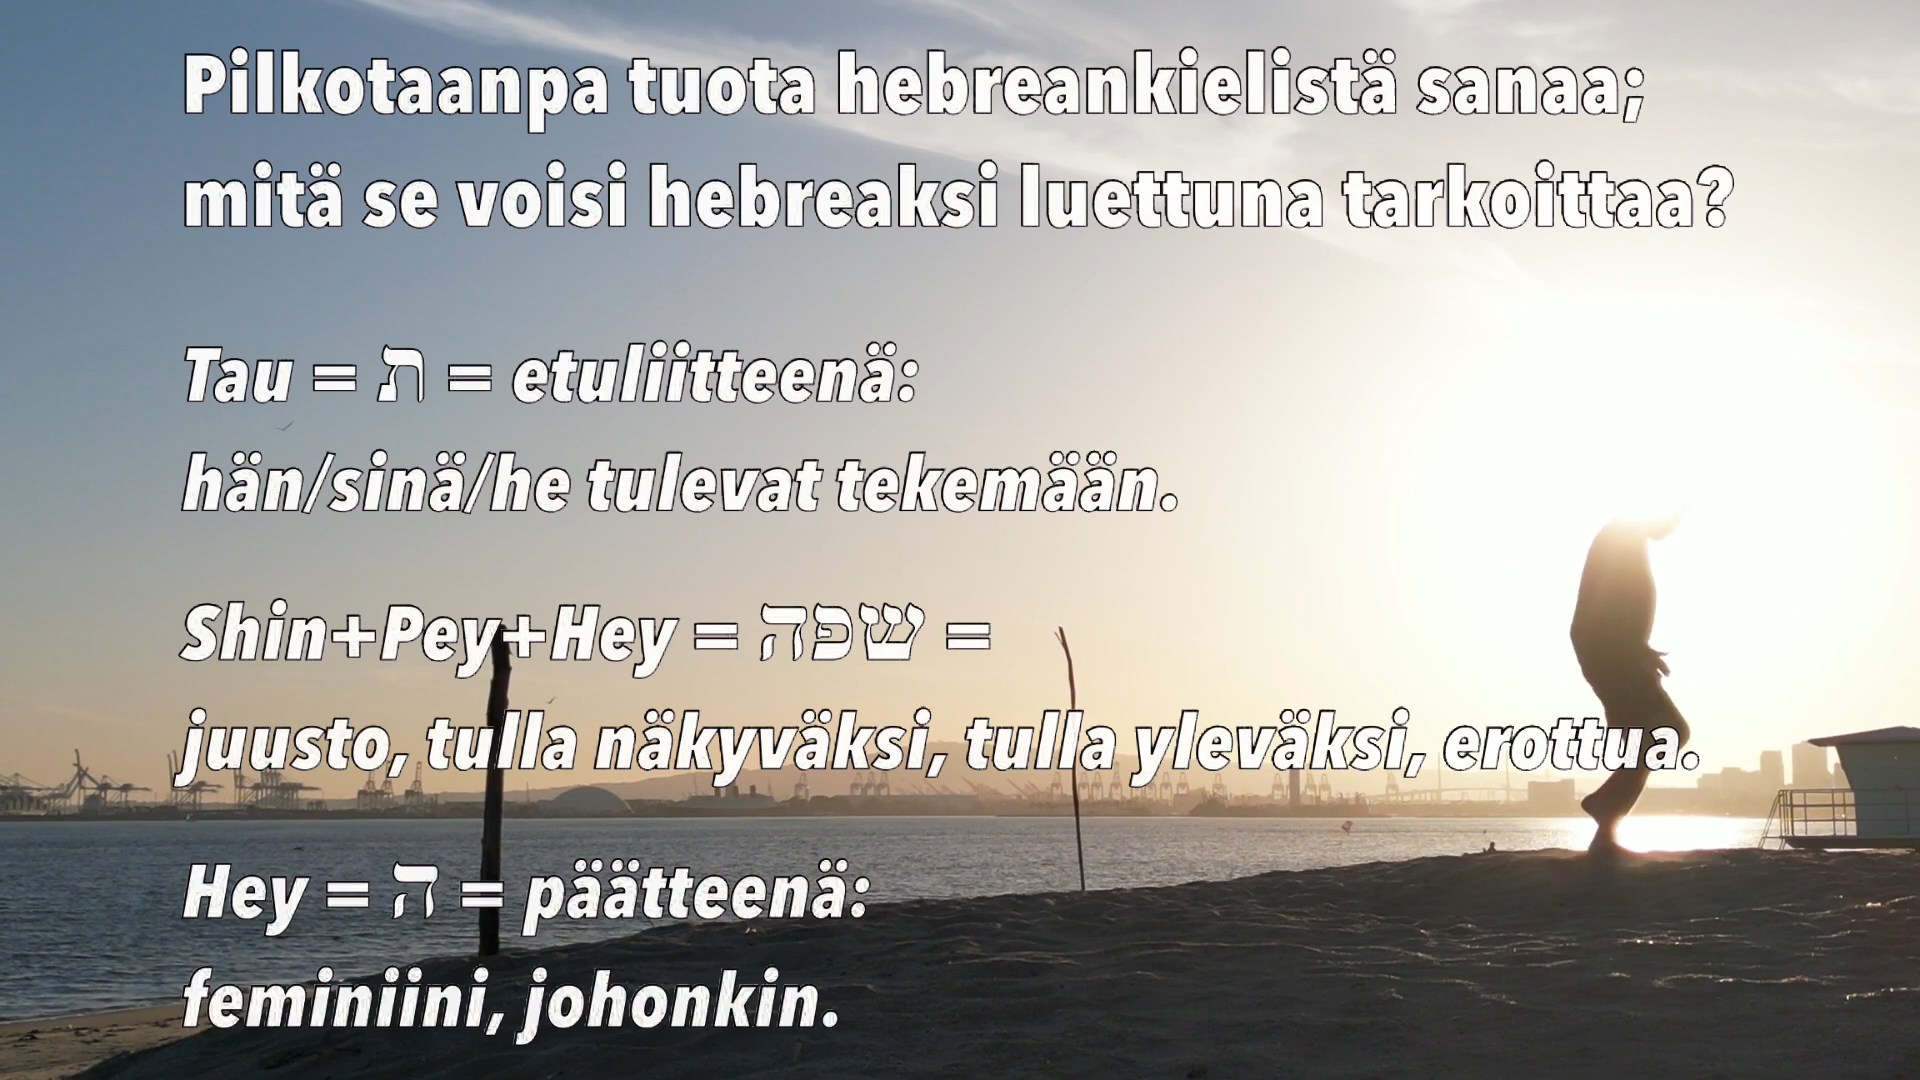 Pilkotaanpa tuota hebreankielistä sanaa;
mitä se voisi hebreaksi luettuna tarkoittaa?
Tau = ת = etuliitteenä:
hän/sinä/he tulevat tekemään.
Shin+Pey+Hey = שפה =
juusto, tulla näkyväksi, tulla yleväksi, erottua.
Hey = ה = päätteenä:
feminiini, johonkin.